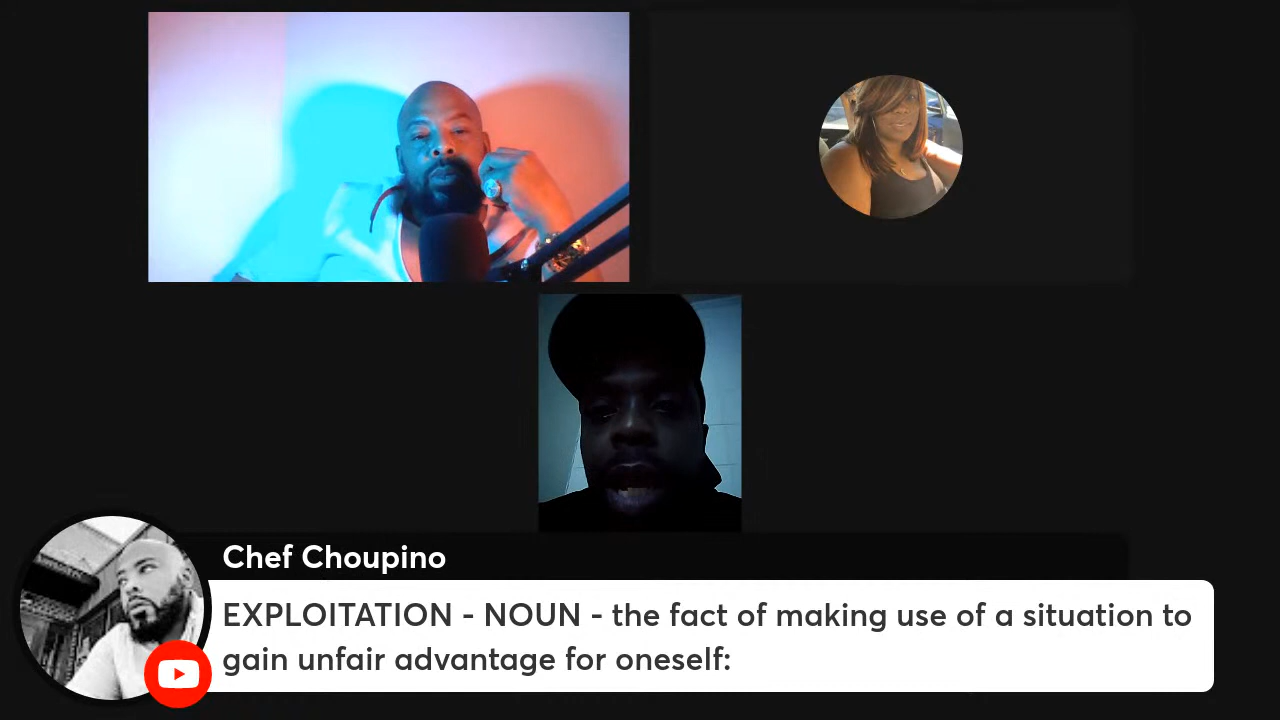 Chef Choupino
EXPLOITATION - NOUN - the fact of making use of a situation to
gain unfair advantage for oneself: